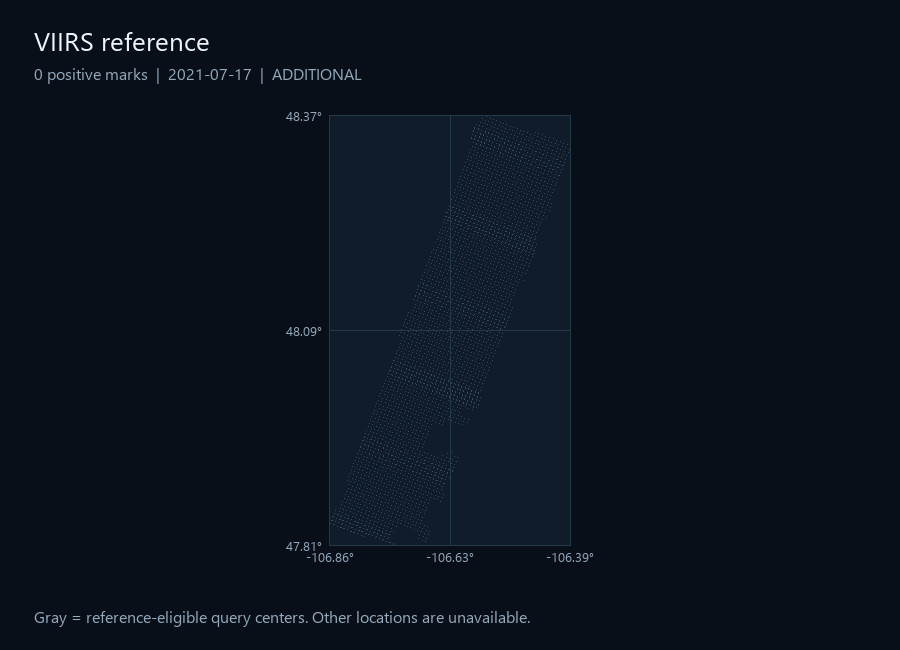 VIIRS reference
0 positive marks | 2021-07-17 | ADDITIONAL
48.37°
48.09°
47.81°
-106.86° -106.63° -106.39°
Gray = reference-eligible query centers. Other locations are unavailable.